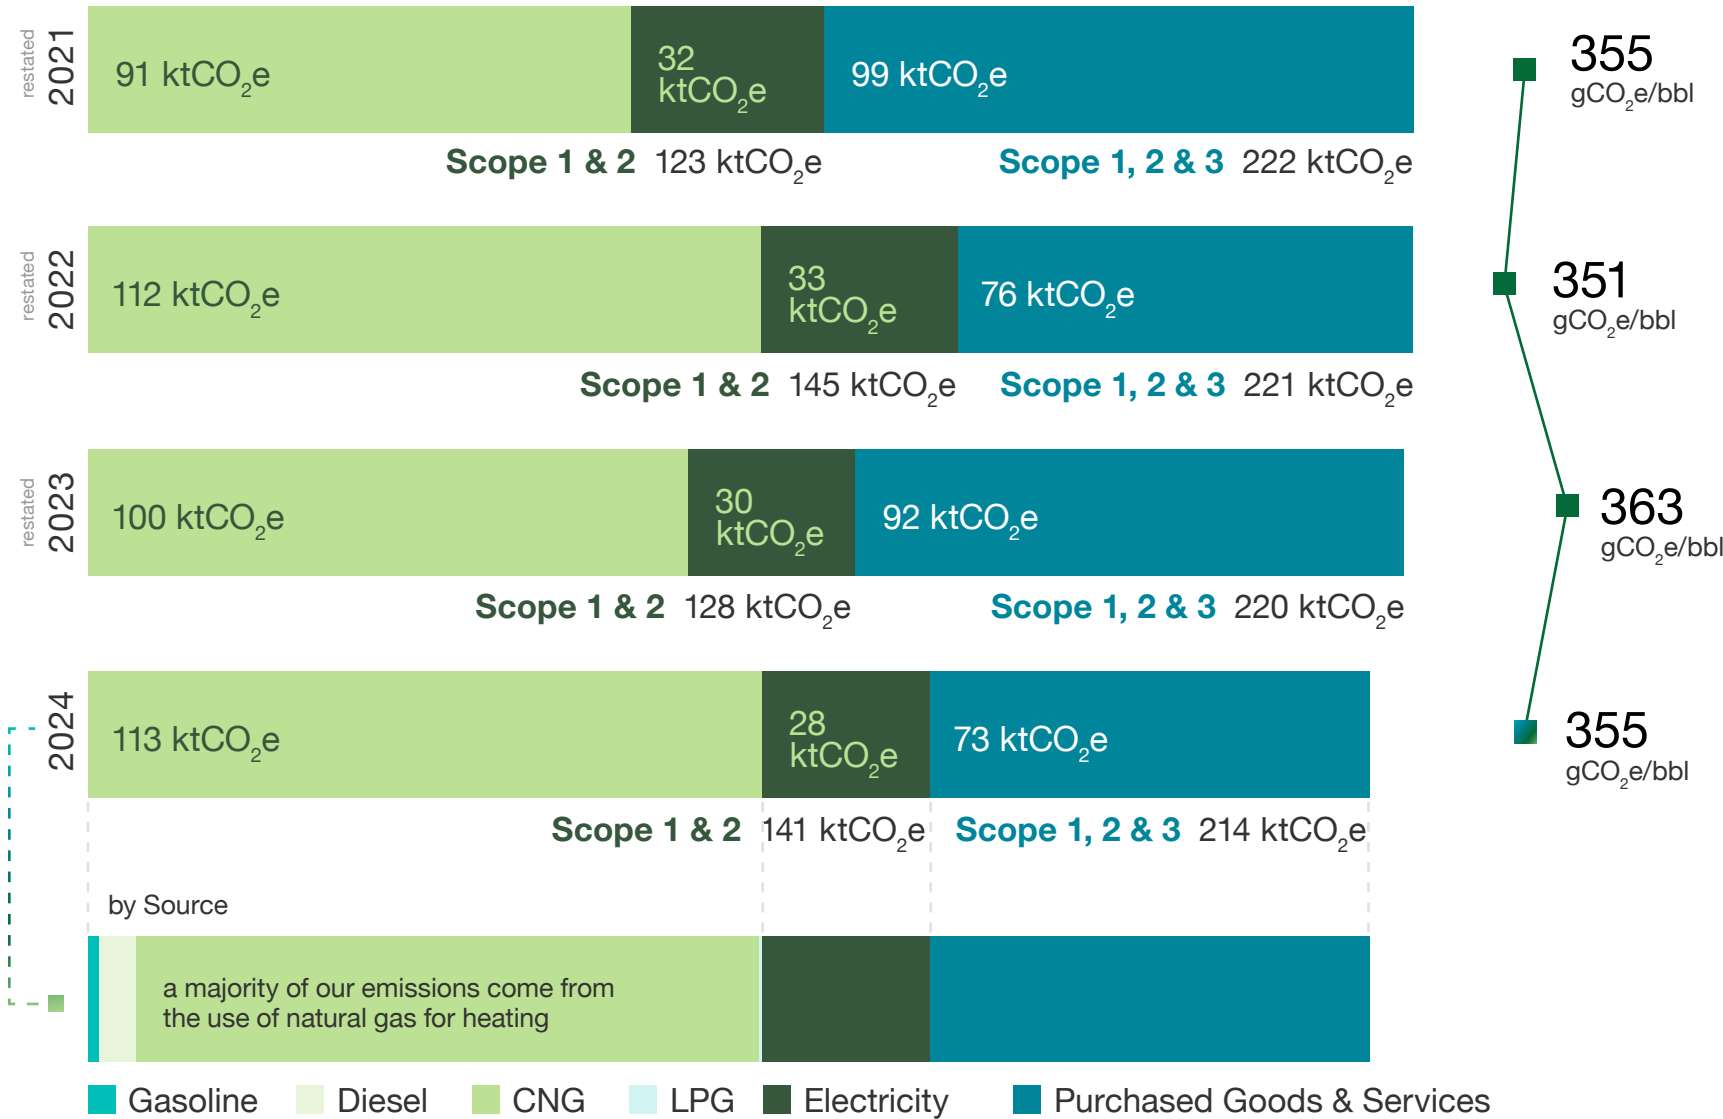 restated
2021
91 ktCO₂e
32
ktCO₂e
99 ktCO₂e
Scope 1 & 2 123 ktCO₂e
Scope 1, 2 & 3 222 ktCO₂e
355
gCO₂e/bbl
restated
2022
112 ktCO₂e
33
ktCO₂e
76 ktCO₂e
Scope 1 & 2 145 ktCO₂e
Scope 1, 2 & 3 221 ktCO₂e
351
gCO₂e/bbl
restated
2023
100 ktCO₂e
30
ktCO₂e
92 ktCO₂e
Scope 1 & 2 128 ktCO₂e
Scope 1, 2 & 3 220 ktCO₂e
363
gCO₂e/bbl
2024
113 ktCO₂e
28
ktCO₂e
73 ktCO₂e
Scope 1 & 2 141 ktCO₂e
Scope 1, 2 & 3 214 ktCO₂e
355
gCO₂e/bbl
by Source
a majority of our emissions come from
the use of natural gas for heating
Gasoline Diesel CNG LPG Electricity Purchased Goods & Services